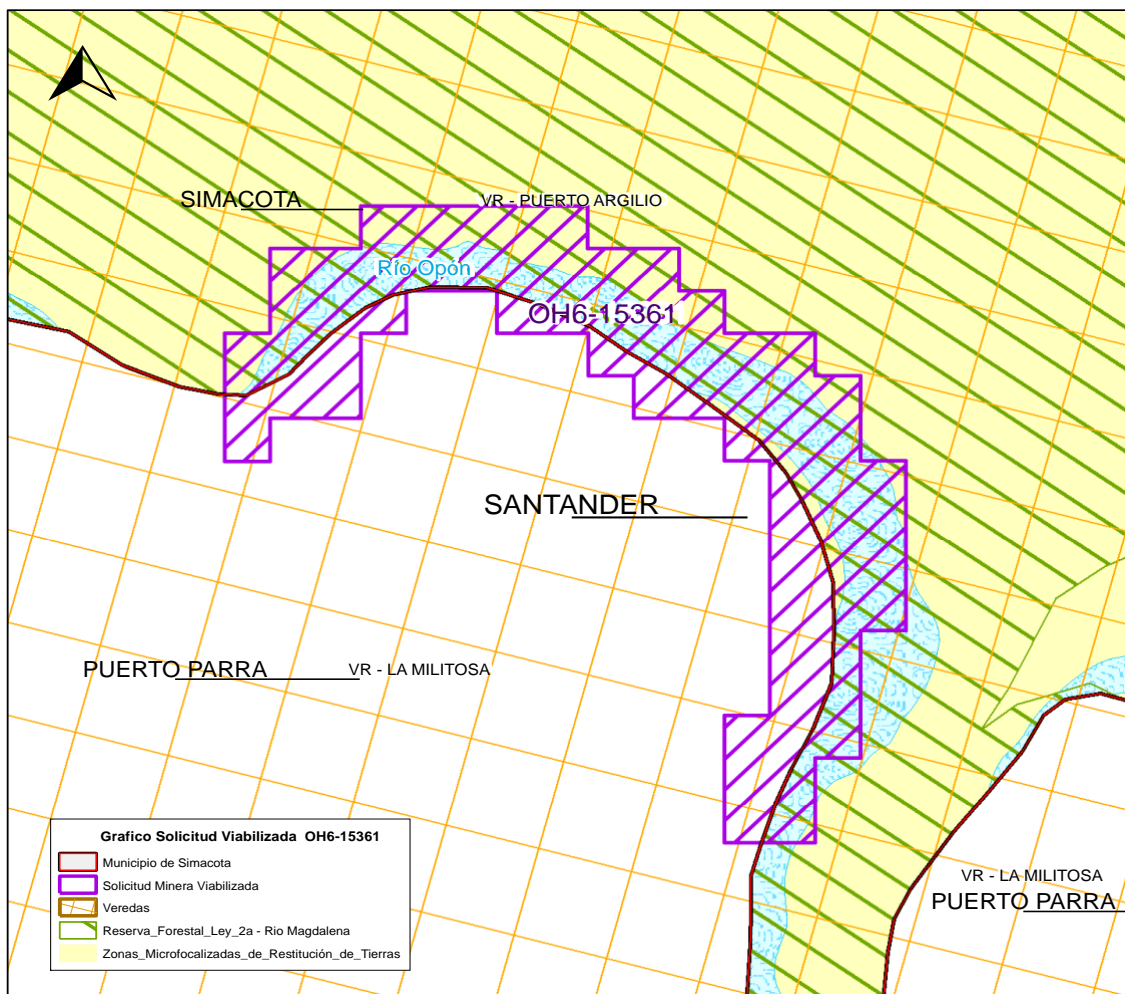 SIMACOTA
VR - PUERTO ARGILIO
Río Opón
OH6-15361
SANTANDER
PUERTO PARRA
VR - LA MILITOSA
VR - LA MILITOSA
PUERTO PARRA
Grafico Solicitud Viabilizada OH6-15361
Municipio de Simacota
Solicitud Minera Viabilizada
Veredas
Reserva_Forestal_Ley_2a - Rio Magdalena
Zonas_Microfocalizadas_de_Restitución_de_Tierras